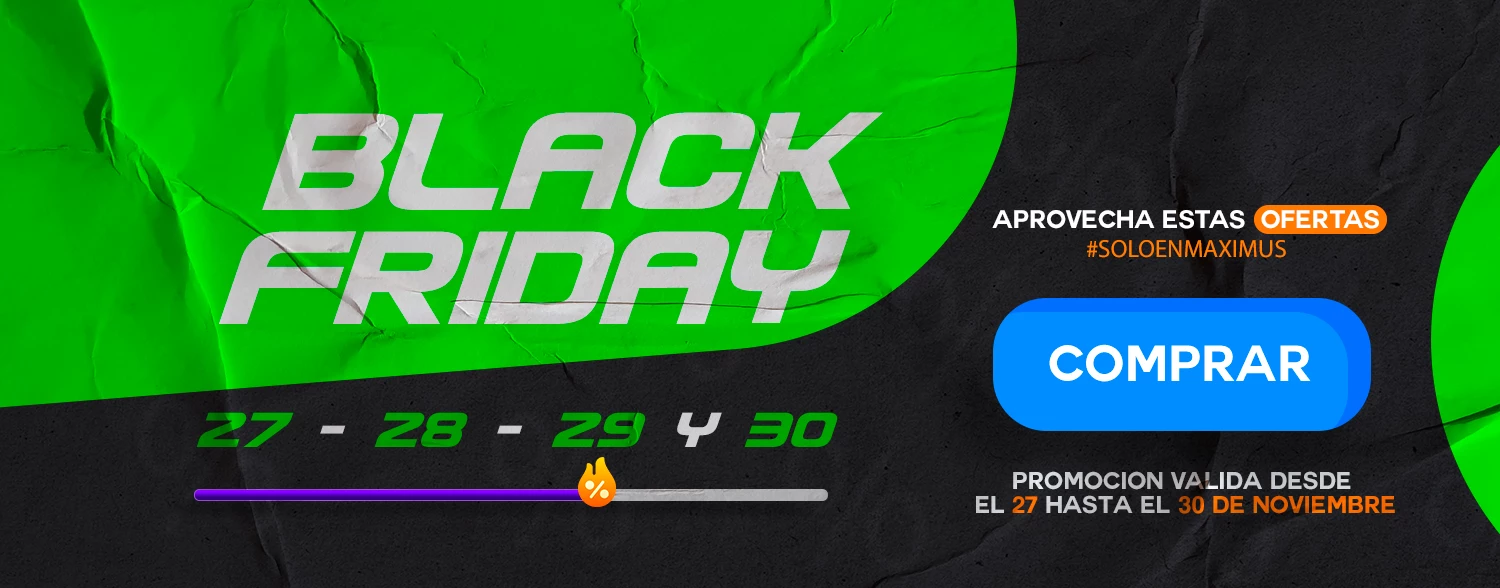 BLACK
FRIDAY
27 - 28 - 29 Y 30
%
APROVECHA ESTAS OFERTAS
#SOLOENMAXIMUS
COMPRAR
PROMOCION VALIDA DESDE
EL 27 HASTA EL 30 DE NOVIEMBRE